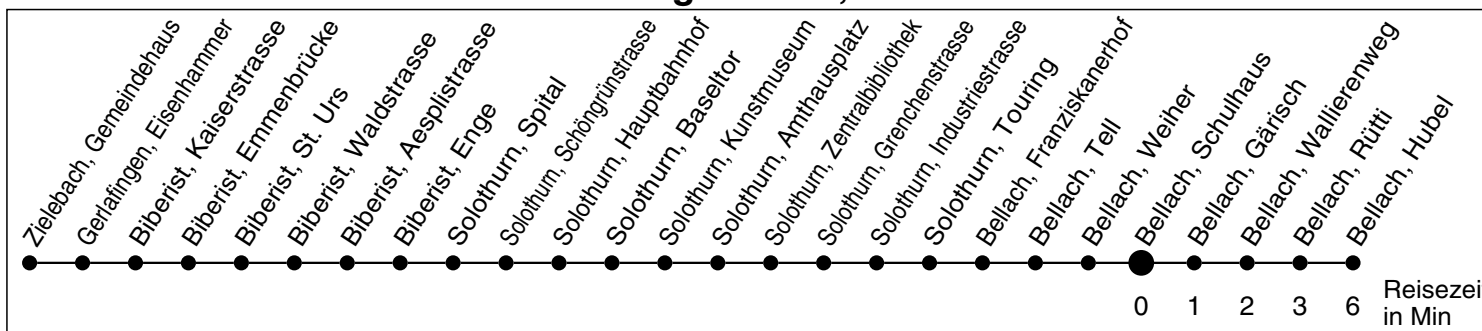 Zielebach, Gemeindehaus
Gerlafingen, Eisenhammer
Biberist, Kaiserstrasse
Biberist, Emmenbrücke
Biberist, St. Urs
Biberist, Waldstrasse
Biberist, Aesplistrasse
Biberist, Enge
Solothurn, Spital
Solothurn, Schöngrünstrasse
Solothurn, Hauptbahnhof
Solothurn, Baseltor
Solothurn, Kunstmuseum
Solothurn, Amthausplatz
Solothurn, Zentralbibliothek
Solothurn, Grenchenstrasse
Solothurn, Industriestrasse
Solothurn, Touring
Bellach, Franziskanerhof
Bellach, Tell
Bellach, Weiher
Bellach, Schulhaus
Bellach, Gärisch
Bellach, Wallierenweg
Bellach, Rütti
Bellach, Hubel
0 1 2 3 6 Reisezei
in Min